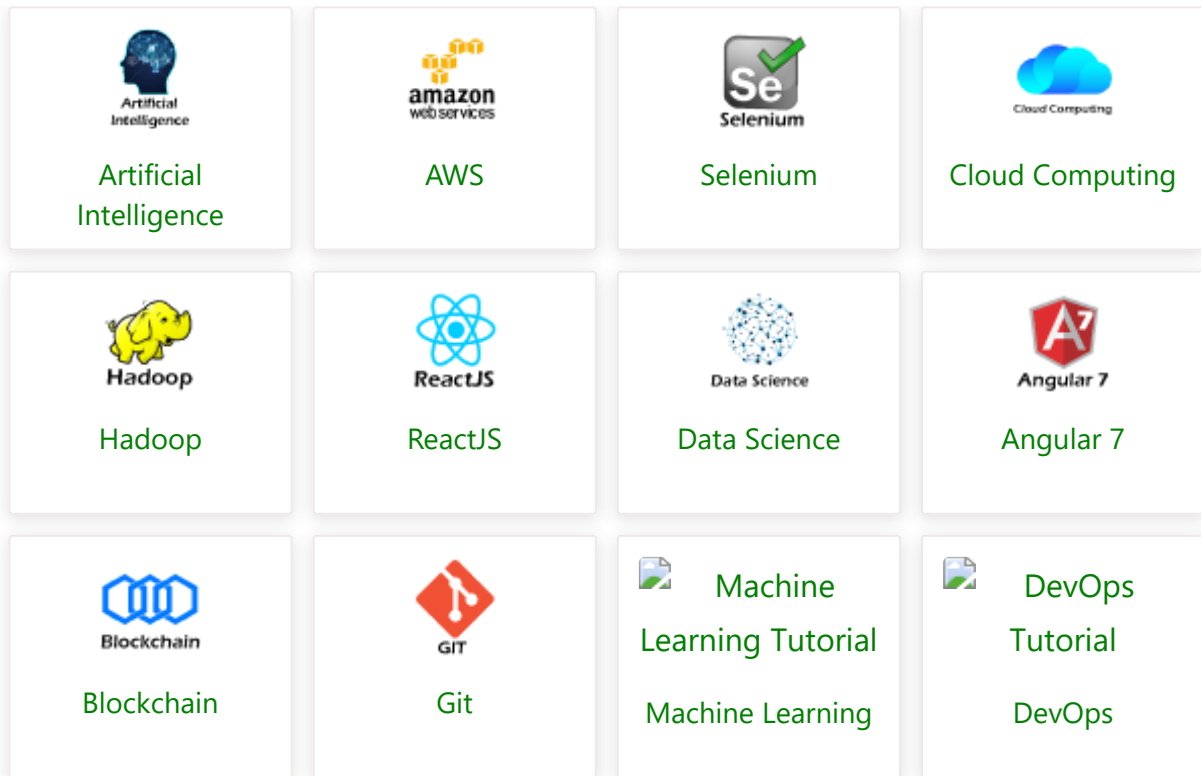 Artificial
Intelligence
Artificial
Intelligence
amazon
web services
AWS
Se
Selenium
Selenium
Cloud Computing
Cloud Computing
Hadoop
Hadoop
ReactJS
ReactJS
Data Science
Data Science
A7
Angular 7
Angular 7
Blockchain
Blockchain
GIT
Git
Machine
Learning Tutorial
Machine Learning
DevOps
Tutorial
DevOps